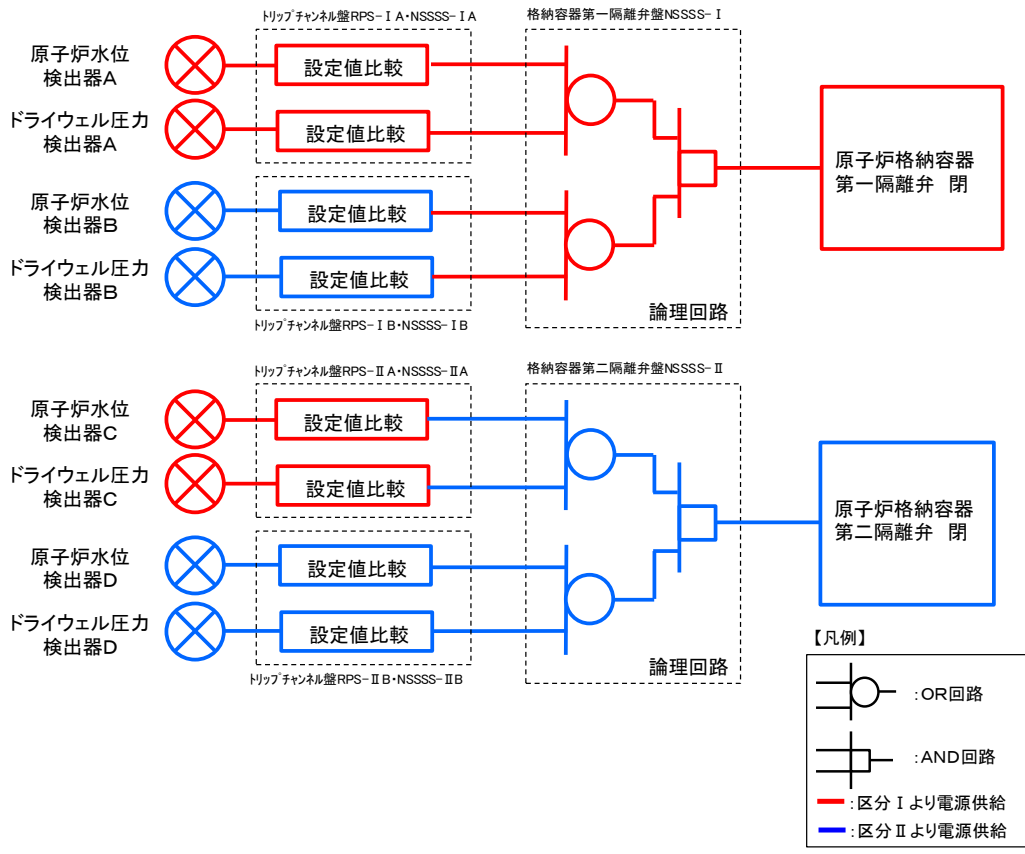 トリップチャンネル盤RPS-ⅠA・NSSSS-ⅠA
格納容器第一隔離弁盤NSSSS-Ⅰ
原子炉水位
検出器A
設定値比較
ドライウェル圧力
検出器A
設定値比較
原子炉格納容器
第一隔離弁 閉
原子炉水位
検出器B
設定値比較
ドライウェル圧力
検出器B
設定値比較
論理回路
トリップチャンネル盤RPS-ⅠB・NSSSS-ⅠB
トリップチャンネル盤RPS-ⅡA・NSSSS-ⅡA
格納容器第二隔離弁盤NSSSS-Ⅱ
原子炉水位
検出器C
設定値比較
ドライウェル圧力
検出器C
設定値比較
原子炉格納容器
第二隔離弁 閉
原子炉水位
検出器D
設定値比較
ドライウェル圧力
検出器D
設定値比較
論理回路
トリップチャンネル盤RPS-ⅡB・NSSSS-ⅡB
【凡例】
:OR回路
:AND回路
:区分Ⅰより電源供給
:区分Ⅱより電源供給